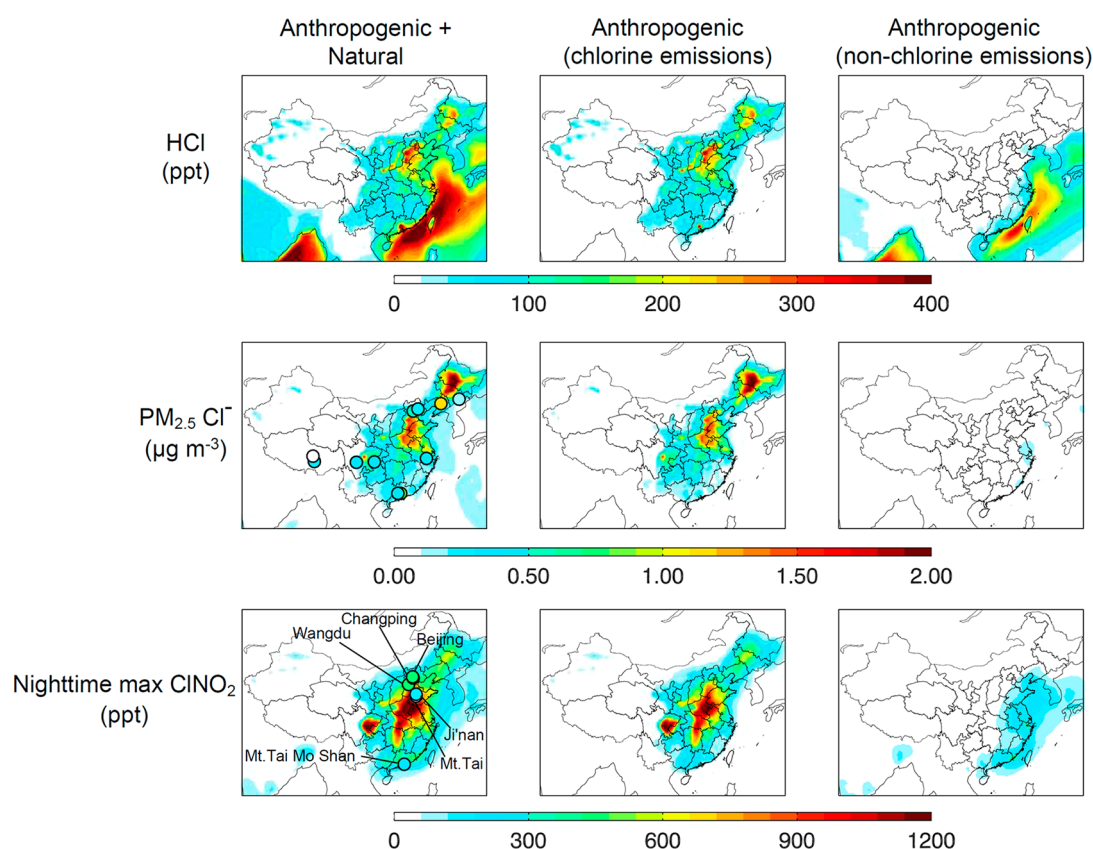 Anthropogenic +
Natural
Anthropogenic
(chlorine emissions)
Anthropogenic
(non-chlorine emissions)
HCl
(ppt)
0 100 200 300 400
PM2.5 Cl-
(µg m-3)
0.00 0.50 1.00 1.50 2.00
Nighttime max ClNO2
(ppt)
Changping
Wangdu
Beijing
Ji'nan
Mt.Tai Mo Shan
Mt.Tai
0 300 600 900 1200